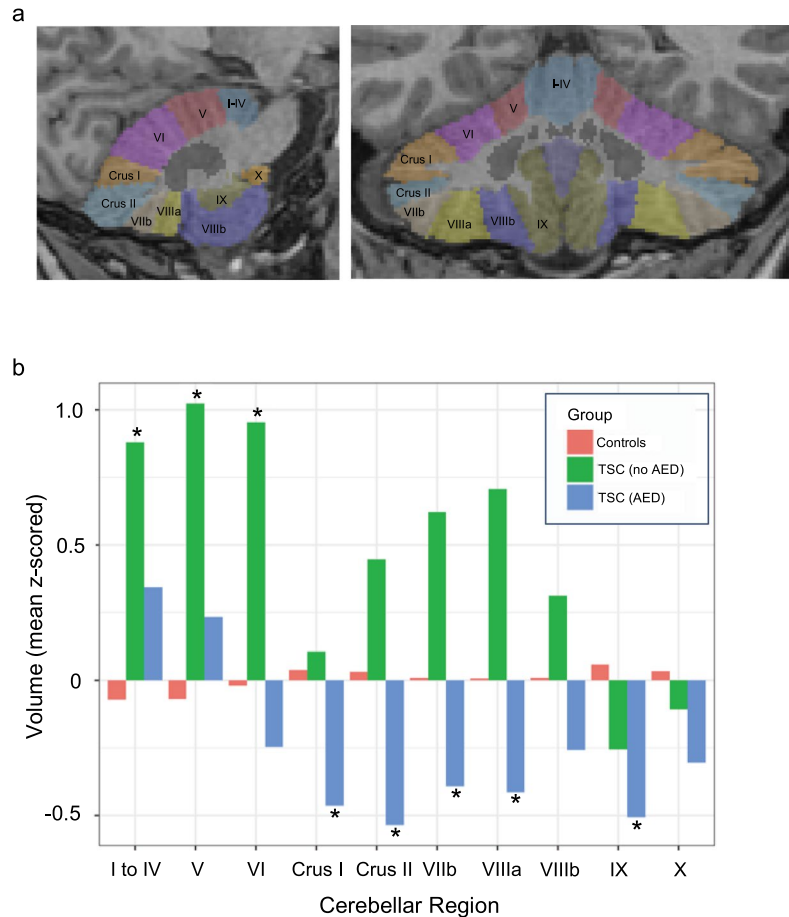 a
V
I-IV
VI
Crus I
X
Crus II
VIIb
VIIIa
IX
VIIIb
I-IV
V
VI
Crus I
Crus II
VIIb
VIIIa
VIIIb
IX
b
Volume (mean z-scored)
1.0
0.5
0
-0.5
*
*
*
*
*
*
*
*
Group
Controls
TSC (no AED)
TSC (AED)
I to IV V VI Crus I Crus II VIIb VIIIa VIIIb IX X
Cerebellar Region